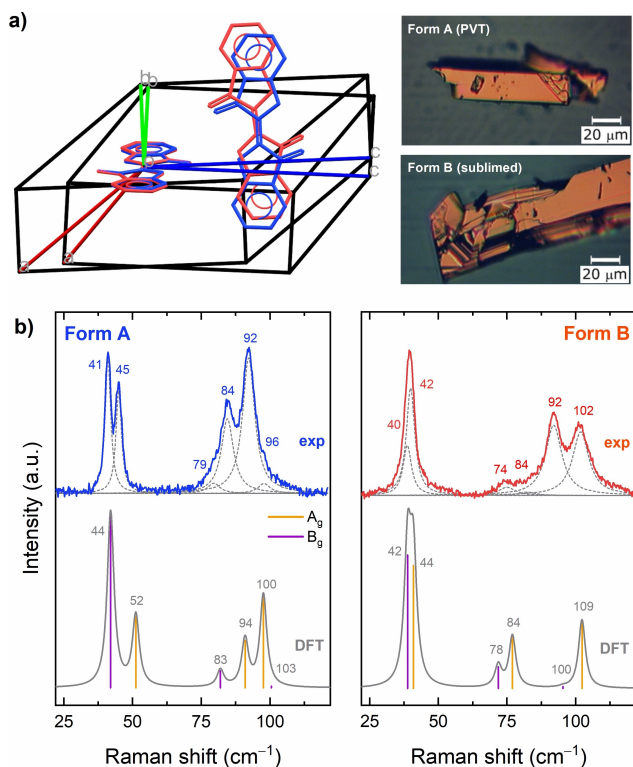 a)
Form A (PVT)
20 μm
Form B (sublimed)
20 μm
b
b
c
c
b)
Form A
92
41
45
84
96
79
exp
A_g
B_g
44
52
100
94
83
103
DFT
Intensity (a.u.)
25 50 75 100
Raman shift (cm⁻¹)
Form B
42
40
92
102
74
84
exp
42
44
109
84
78
100
DFT
25 50 75 100
Raman shift (cm⁻¹)